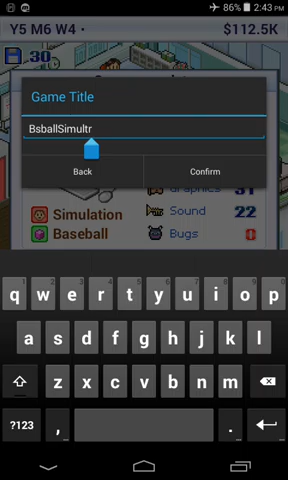 86% 2:43 PM
Y5 M6 W4 $112.5K
30
Game Title
BsballSimultr
Back Confirm
Graphics 31
Simulation Sound 22
Baseball Bugs 0
q w e r t y u i o p
a s d f g h j k l
z x c v b n m
?123 , .